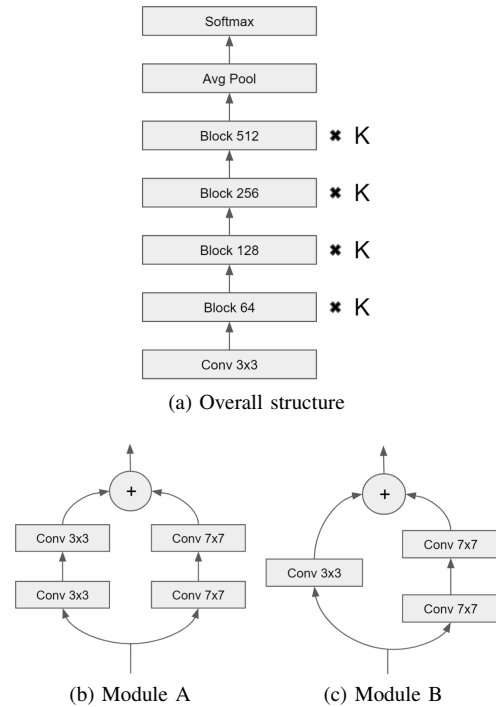 Softmax
Avg Pool
Block 512 ✖ K
Block 256 ✖ K
Block 128 ✖ K
Block 64 ✖ K
Conv 3x3
(a) Overall structure
+
Conv 3x3 Conv 7x7
Conv 3x3 Conv 7x7
(b) Module A
+
Conv 7x7
Conv 3x3
Conv 7x7
(c) Module B